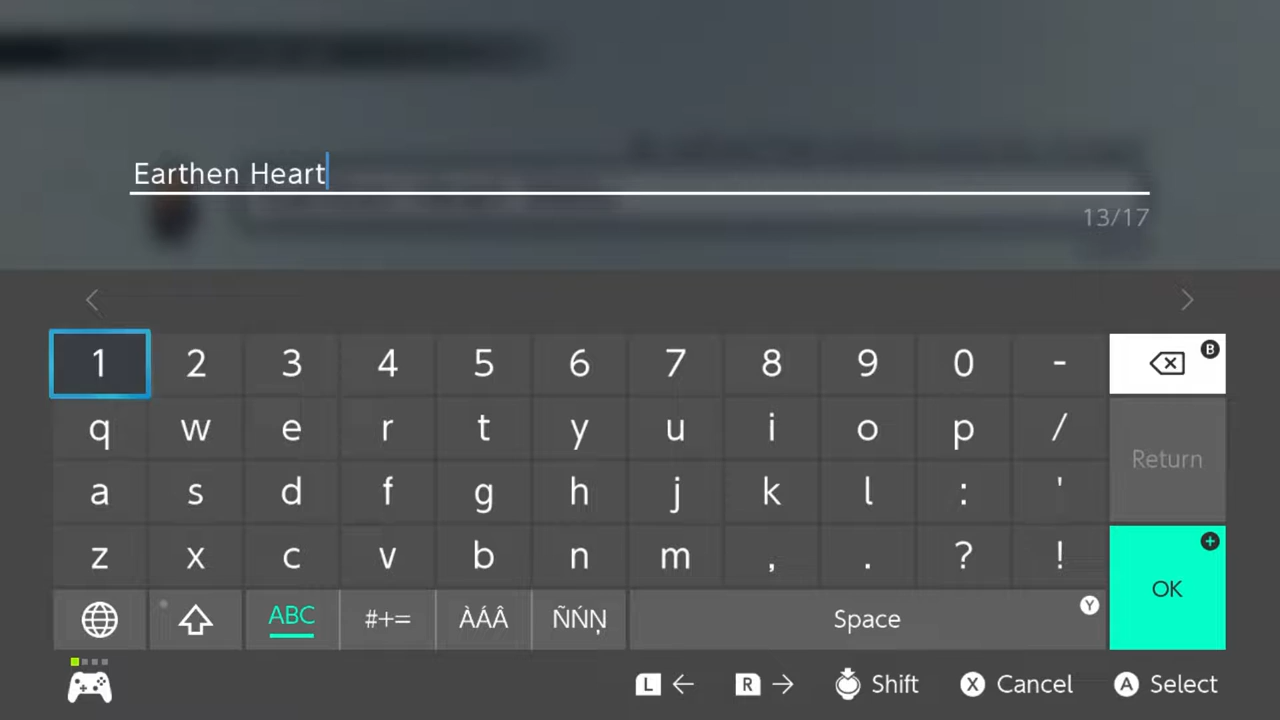 Earthen Heart
13/17
1 2 3 4 5 6 7 8 9 0 - B
q w e r t y u i o p / Return
a s d f g h j k l : '
z x c v b n m , . ? ! +
ABC #+= ÀÁÂ ÑŃŅ Space Y OK
L ← R → Shift X Cancel A Select